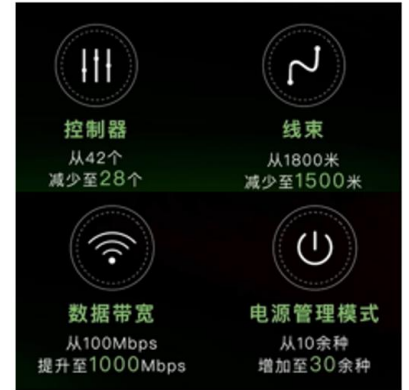 控制器
从42个
减少至28个
线束
从1800米
减少至1500米
数据带宽
从100Mbps
提升至1000Mbps
电源管理模式
从10余种
增加至30余种